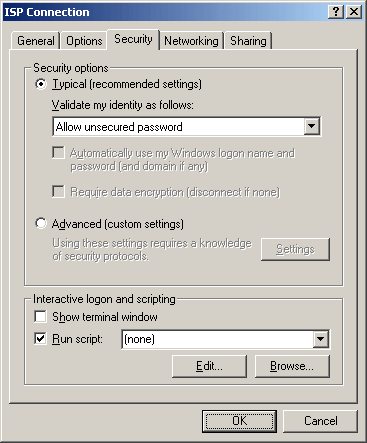 ISP Connection
General Options Security Networking Sharing
Security options
Typical (recommended settings)
Validate my identity as follows:
Allow unsecured password
Automatically use my Windows logon name and
password (and domain if any)
Require data encryption (disconnect if none)
Advanced (custom settings)
Using these settings requires a knowledge
of security protocols.
Settings
Interactive logon and scripting
Show terminal window
Run script: (none)
Edit... Browse...
OK Cancel